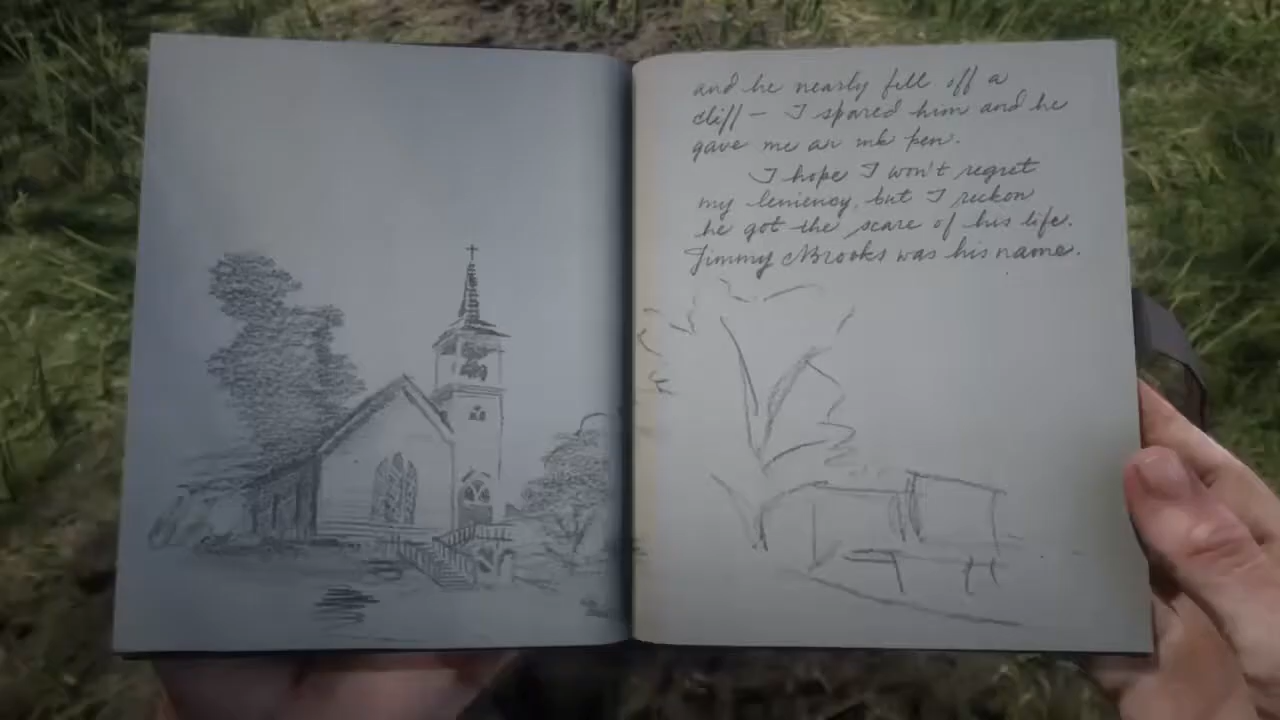 and he nearly fell off a
cliff — I spared him and he
gave me an ink pen.
I hope I won't regret
my leniency, but I reckon
he got the scare of his life.
Jimmy Brooks was his name.